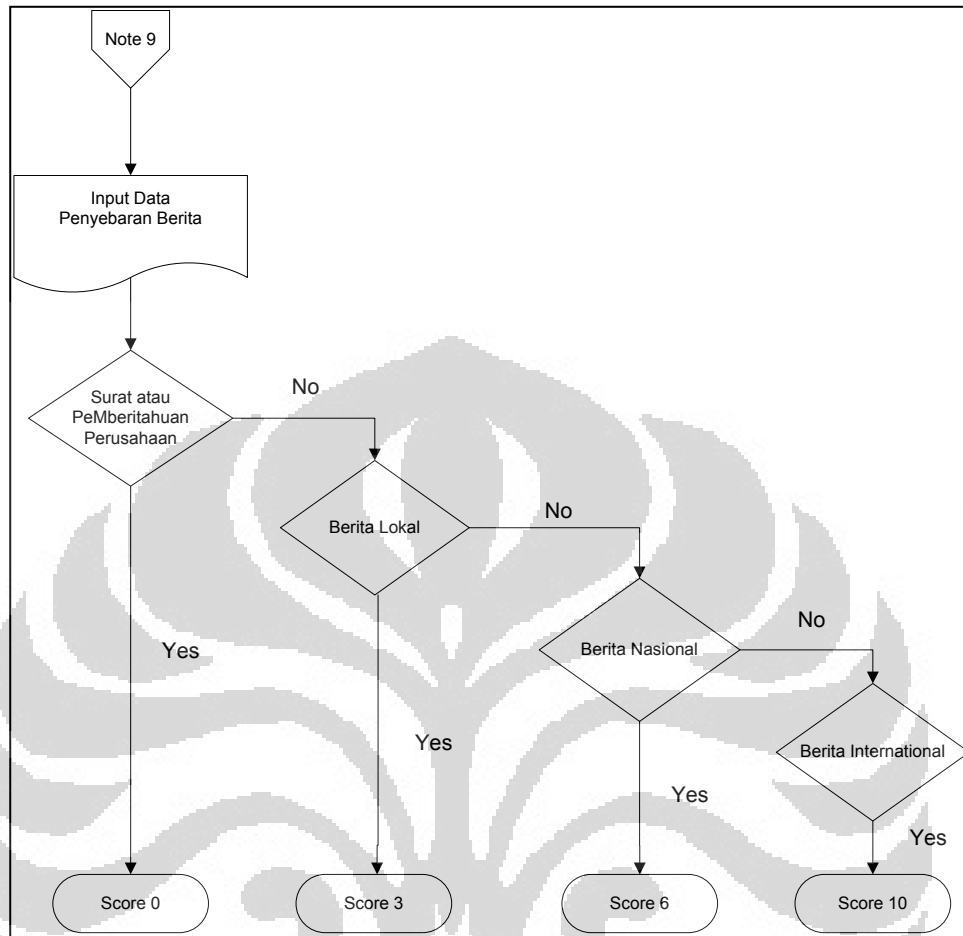 Note 9
Input Data
Penyebaran Berita
Surat atau
PeMberitahuan
Perusahaan
No
Berita Lokal
No
Berita Nasional
No
Berita International
Yes
Yes
Yes
Yes
Score 0
Score 3
Score 6
Score 10